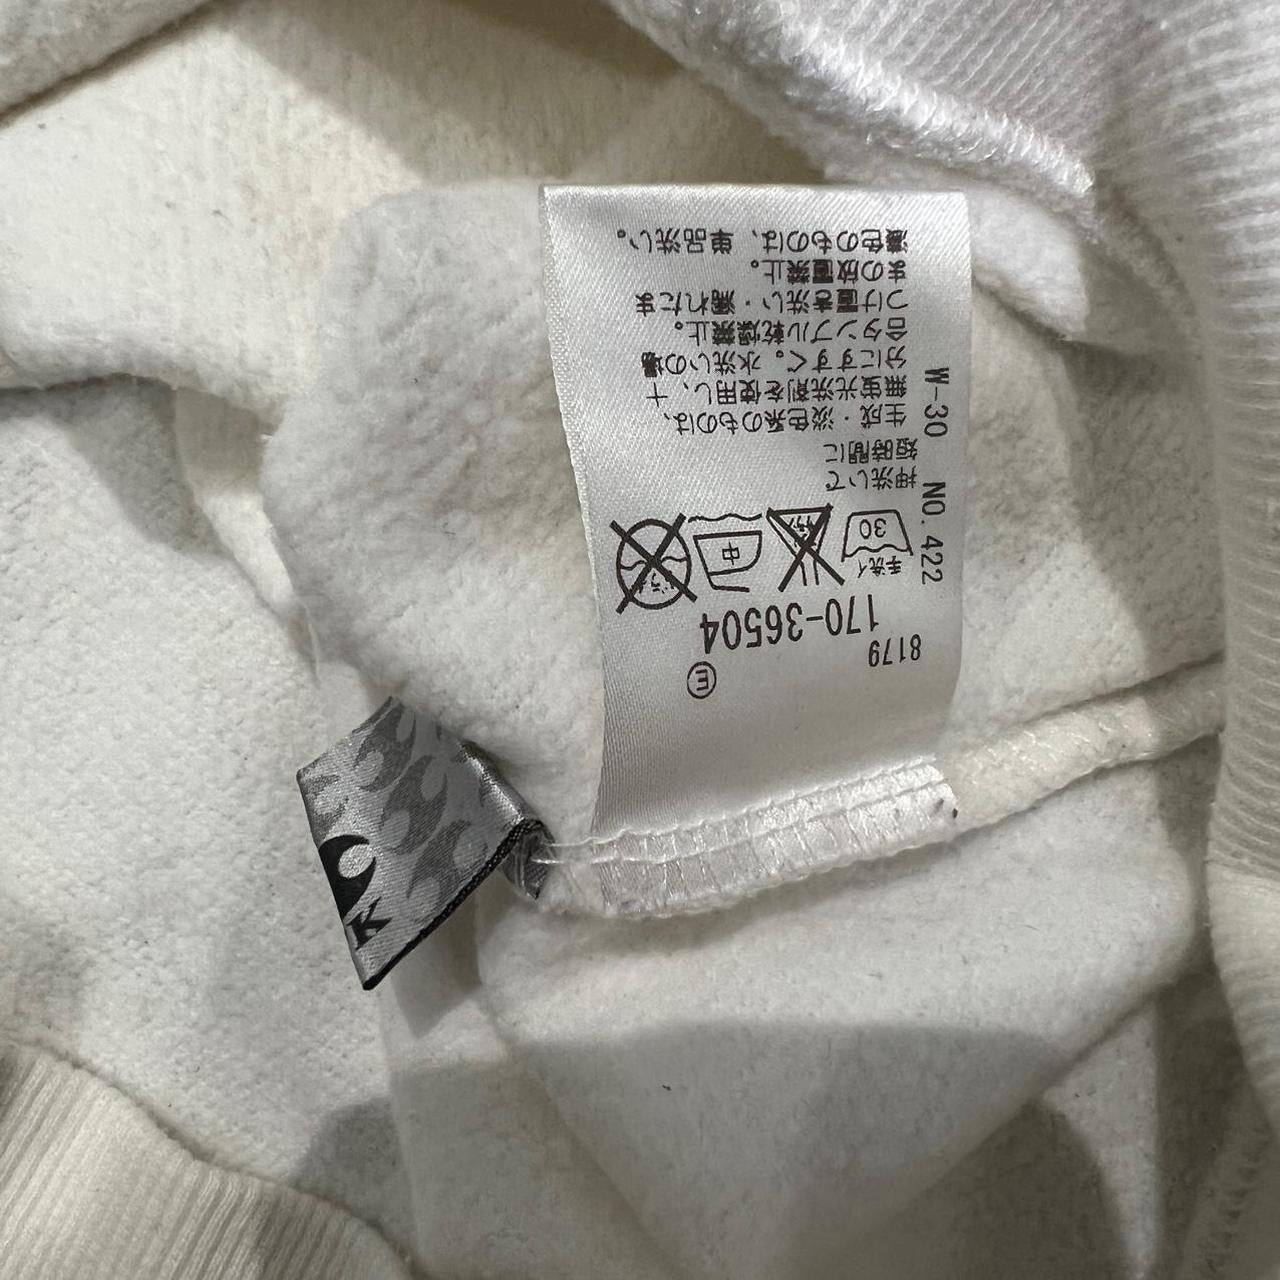 8179
170-36504
Ⓔ
手洗イ
30
中
W-30 NO.422
押洗いで
短時間に
生成・淡色系のものは、
無蛍光洗剤を使用し、十
分にすすぐ。水洗いの場
合タンブル乾燥禁止。
つけ置き洗い・濡れたま
まの放置禁止。
濃色のものは、単品洗い。
K